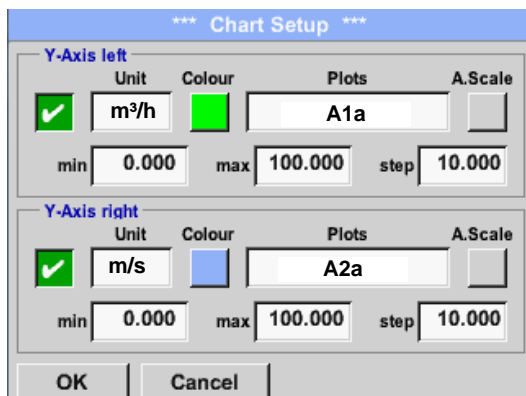 *** Chart Setup ***
Y-Axis left
Unit Colour Plots A.Scale
m³/h A1a
min 0.000 max 100.000 step 10.000
Y-Axis right
Unit Colour Plots A.Scale
m/s A2a
min 0.000 max 100.000 step 10.000
OK Cancel